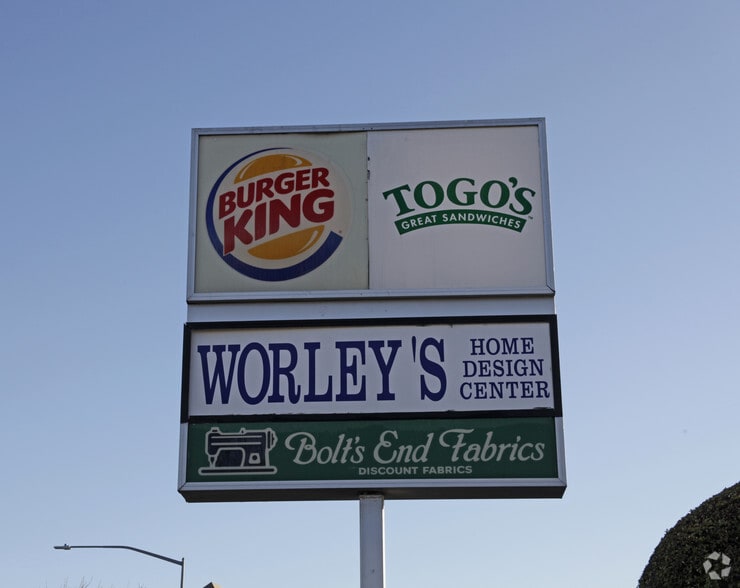 BURGER
KING
TOGO'S
GREAT SANDWICHES
WORLEY'S
HOME
DESIGN
CENTER
Bolt's End Fabrics
DISCOUNT FABRICS